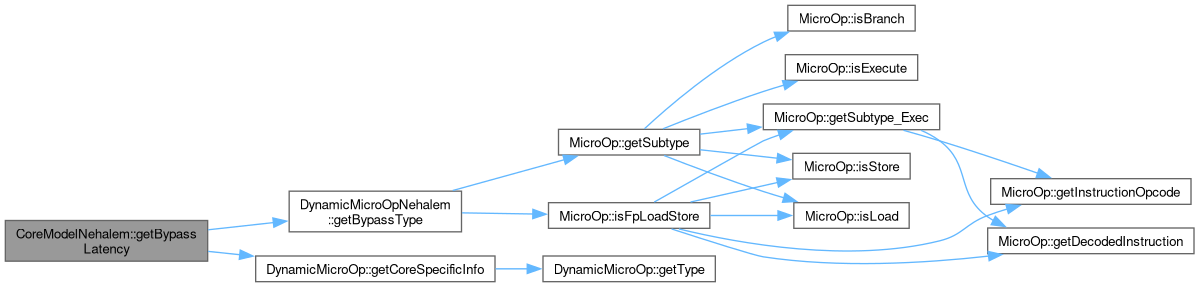 CoreModelNehalem::getBypass
Latency
DynamicMicroOpNehalem
::getBypassType
DynamicMicroOp::getCoreSpecificInfo
MicroOp::getSubtype
MicroOp::isFpLoadStore
DynamicMicroOp::getType
MicroOp::isBranch
MicroOp::isExecute
MicroOp::getSubtype_Exec
MicroOp::isStore
MicroOp::isLoad
MicroOp::getInstructionOpcode
MicroOp::getDecodedInstruction